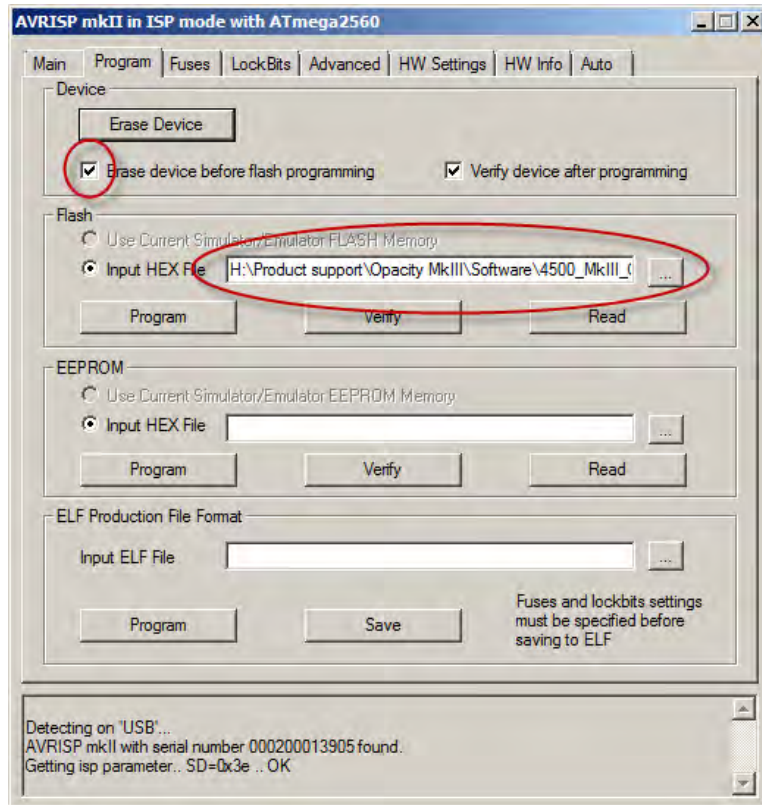 AVRISP mkII in ISP mode with ATmega2560
Main Program Fuses LockBits Advanced HW Settings HW Info Auto
Device
Erase Device
Erase device before flash programming Verify device after programming
Flash
Use Current Simulator/Emulator FLASH Memory
Input HEX File H:\Product support\Opacity MkIII\Software\4500_MkIII_( ...
Program Verify Read
EEPROM
Use Current Simulator/Emulator EEPROM Memory
Input HEX File ...
Program Verify Read
ELF Production File Format
Input ELF File ...
Fuses and lockbits settings
Program Save must be specified before
saving to ELF
Detecting on 'USB'...
AVRISP mkII with serial number 000200013905 found.
Getting isp parameter.. SD=0x3e .. OK